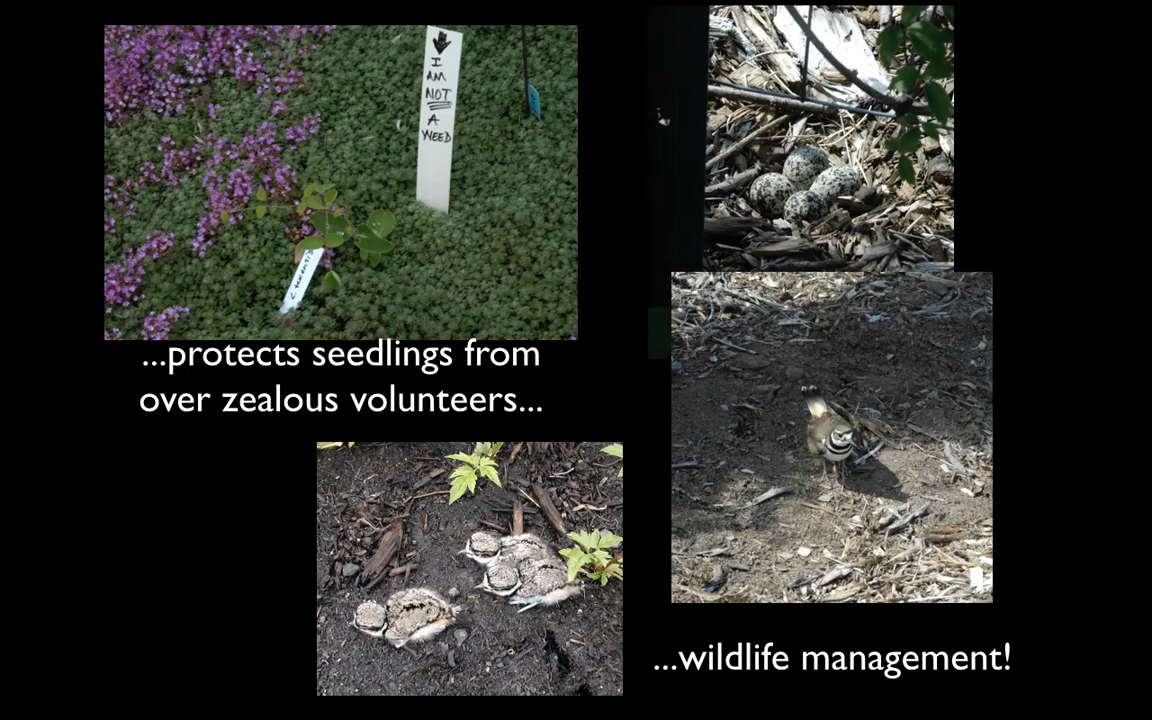 I
AM
NOT
A
WEED
...protects seedlings from
over zealous volunteers...
...wildlife management!